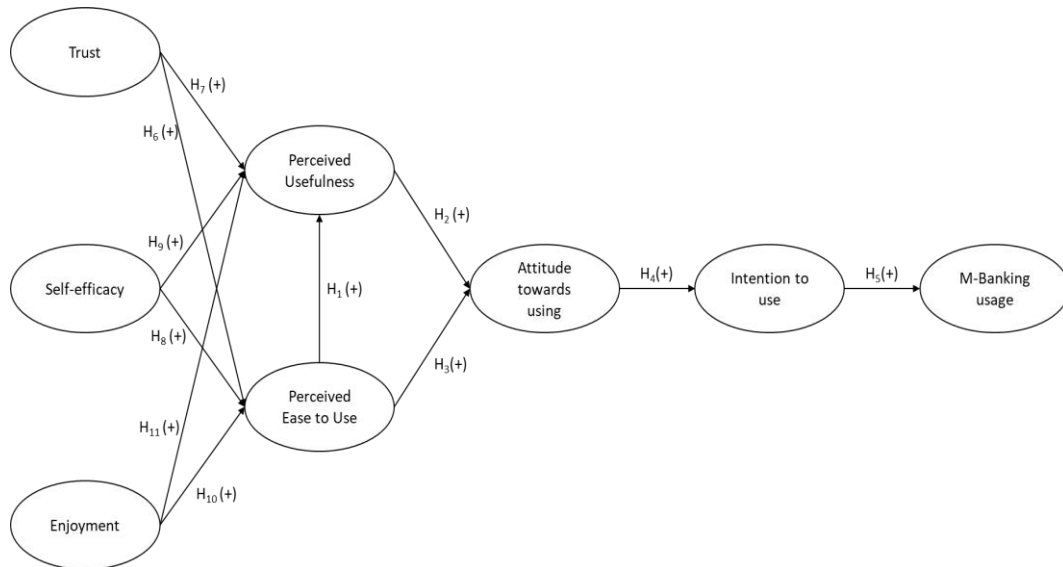 Trust
H₇ (+)
H₆ (+)
Perceived
Usefulness
H₂ (+)
H₉ (+)
Self-efficacy
H₁ (+)
Attitude
towards
using
H₄(+)
Intention to
use
H₅(+)
M-Banking
usage
H₈ (+)
H₃(+)
Perceived
Ease to Use
H₁₁ (+)
H₁₀ (+)
Enjoyment